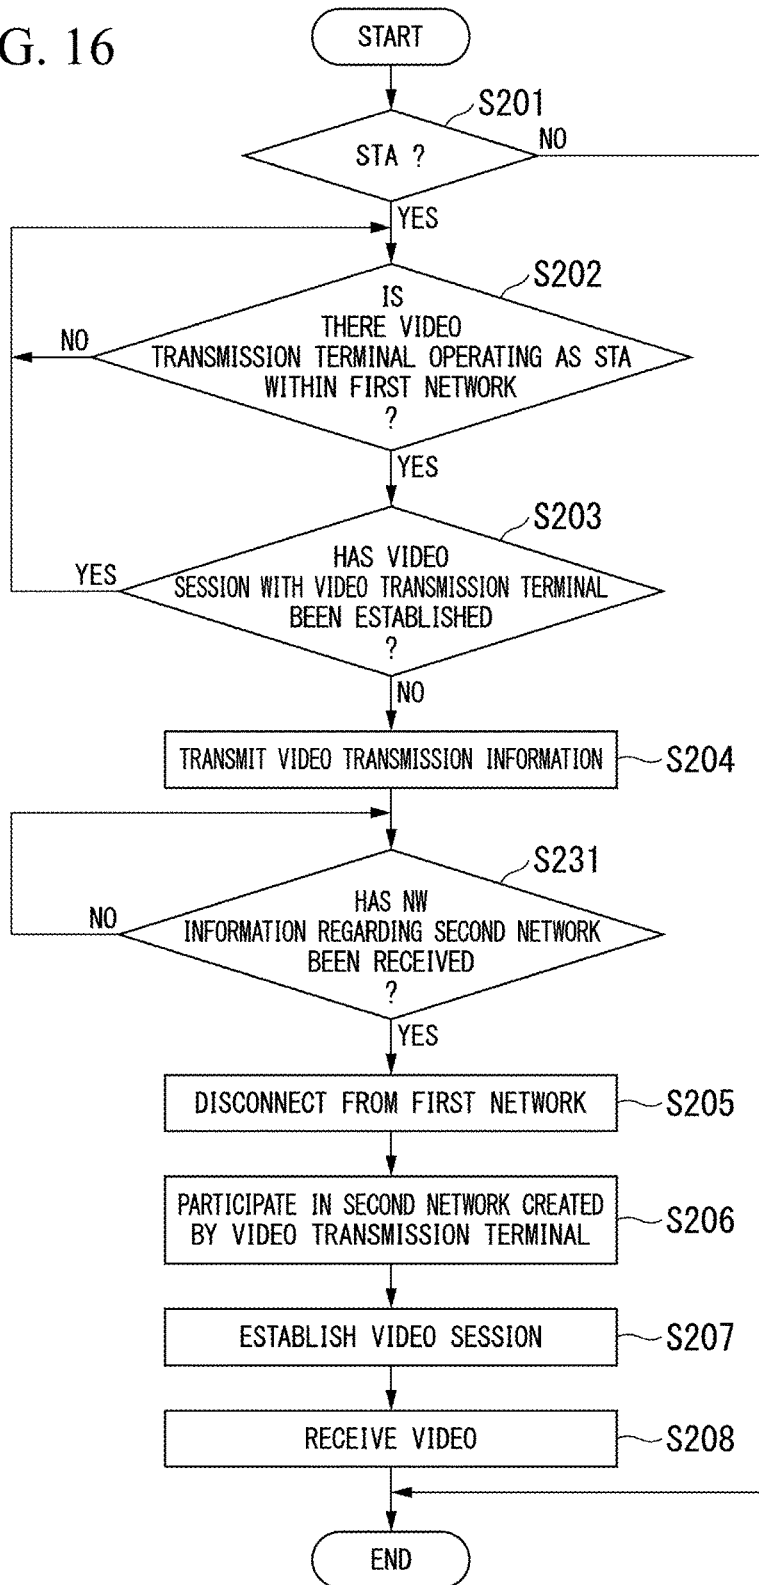 G. 16
START
S201
STA ?
NO
YES
S202
IS
THERE VIDEO
TRANSMISSION TERMINAL OPERATING AS STA
WITHIN FIRST NETWORK
?
NO
YES
S203
HAS VIDEO
SESSION WITH VIDEO TRANSMISSION TERMINAL
BEEN ESTABLISHED
?
YES
NO
TRANSMIT VIDEO TRANSMISSION INFORMATION
S204
S231
HAS NW
INFORMATION REGARDING SECOND NETWORK
BEEN RECEIVED
?
NO
YES
DISCONNECT FROM FIRST NETWORK
S205
PARTICIPATE IN SECOND NETWORK CREATED
BY VIDEO TRANSMISSION TERMINAL
S206
ESTABLISH VIDEO SESSION
S207
RECEIVE VIDEO
S208
END